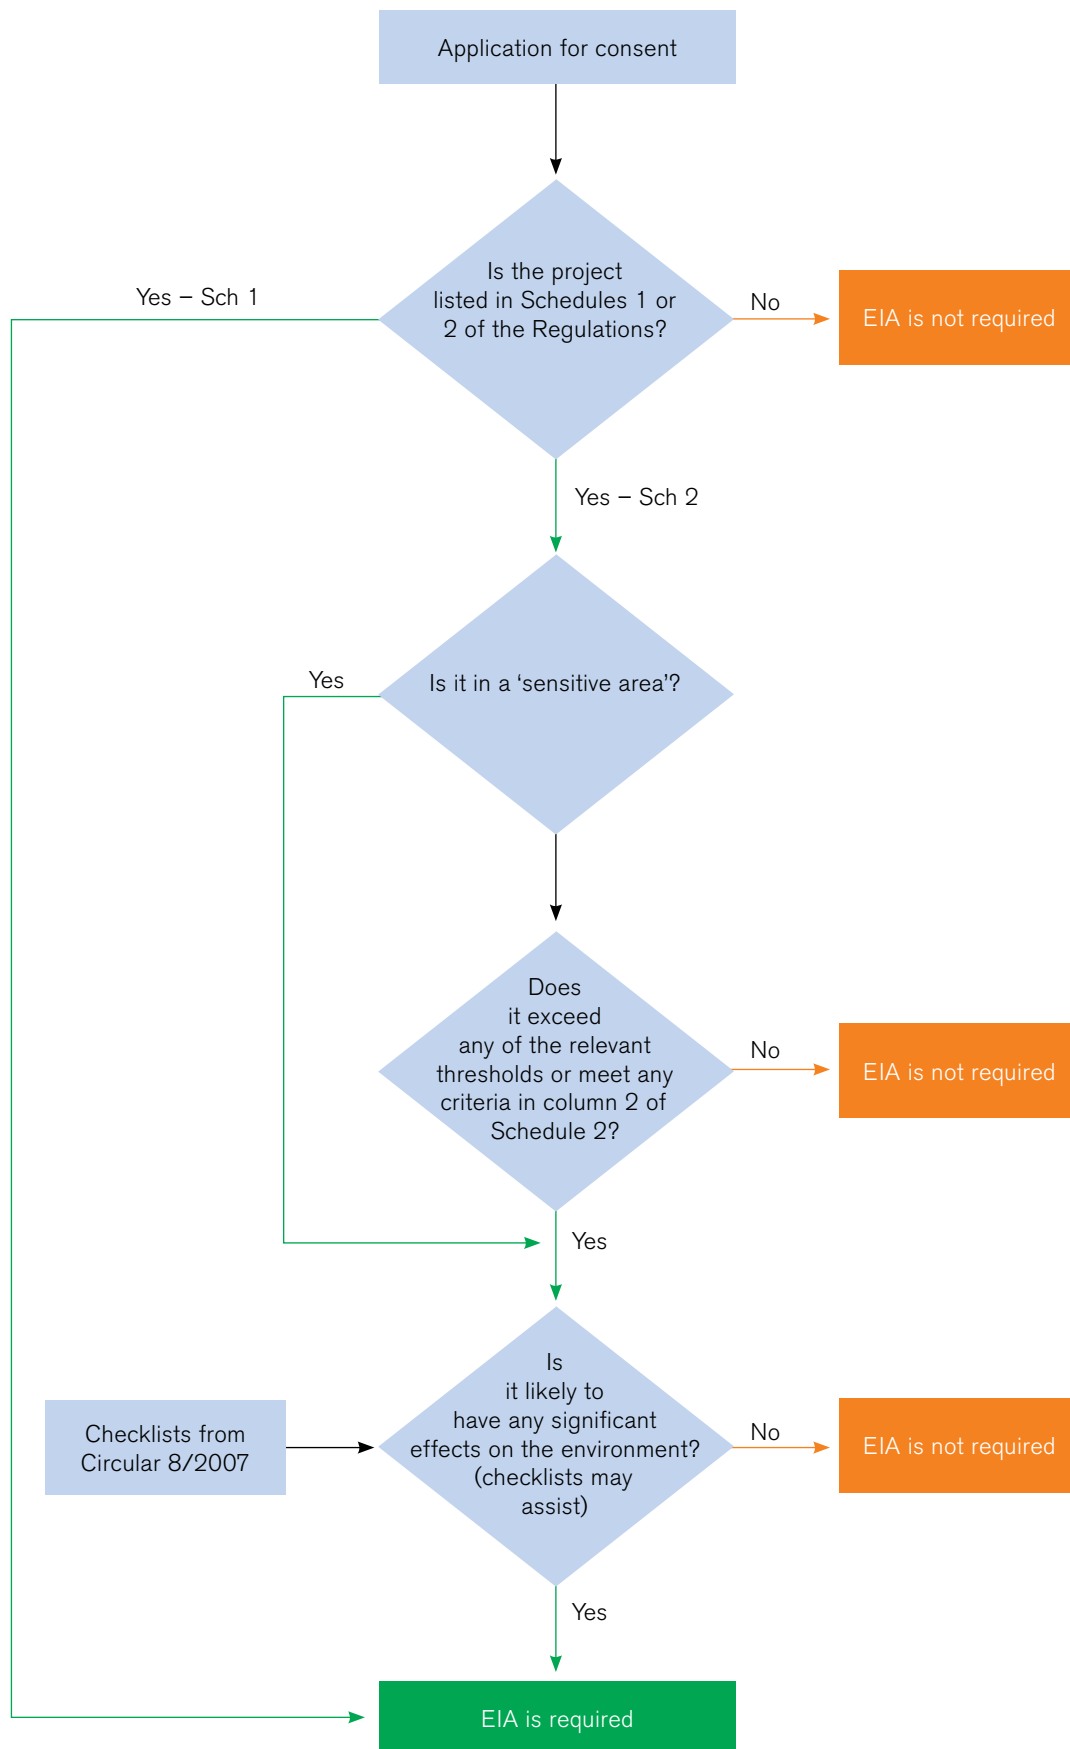 Application for consent
Is the project
listed in Schedules 1 or
2 of the Regulations?
Yes – Sch 1
No
EIA is not required
Yes – Sch 2
Is it in a ‘sensitive area’?
Yes
Does
it exceed
any of the relevant
thresholds or meet any
criteria in column 2 of
Schedule 2?
No
EIA is not required
Yes
Is
it likely to
have any significant
effects on the environment?
(checklists may
assist)
Checklists from
Circular 8/2007
No
EIA is not required
Yes
EIA is required